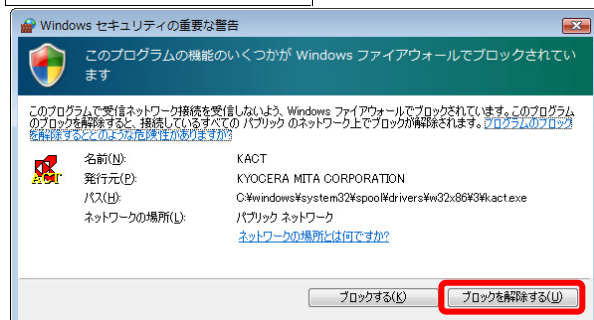 Windows セキュリティの重要な警告
このプログラムの機能のいくつかが Windows ファイアウォールでブロックされてい
ます
このプログラムで受信ネットワーク接続を受信しないよう、Windows ファイアウォールでブロックされています。このプログラム
のブロックを解除すると、接続しているすべての パブリック のネットワーク上でブロックが解除されます。プログラムのブロック
を解除するとどのような危険性がありますか?
ACT
名前(N): KACT
発行元(P): KYOCERA MITA CORPORATION
パス(H): C:¥windows¥system32¥spool¥drivers¥w32x86¥3¥kact.exe
ネットワークの場所(L): パブリック ネットワーク
ネットワークの場所とは何ですか?
ブロックする(K) ブロックを解除する(U)